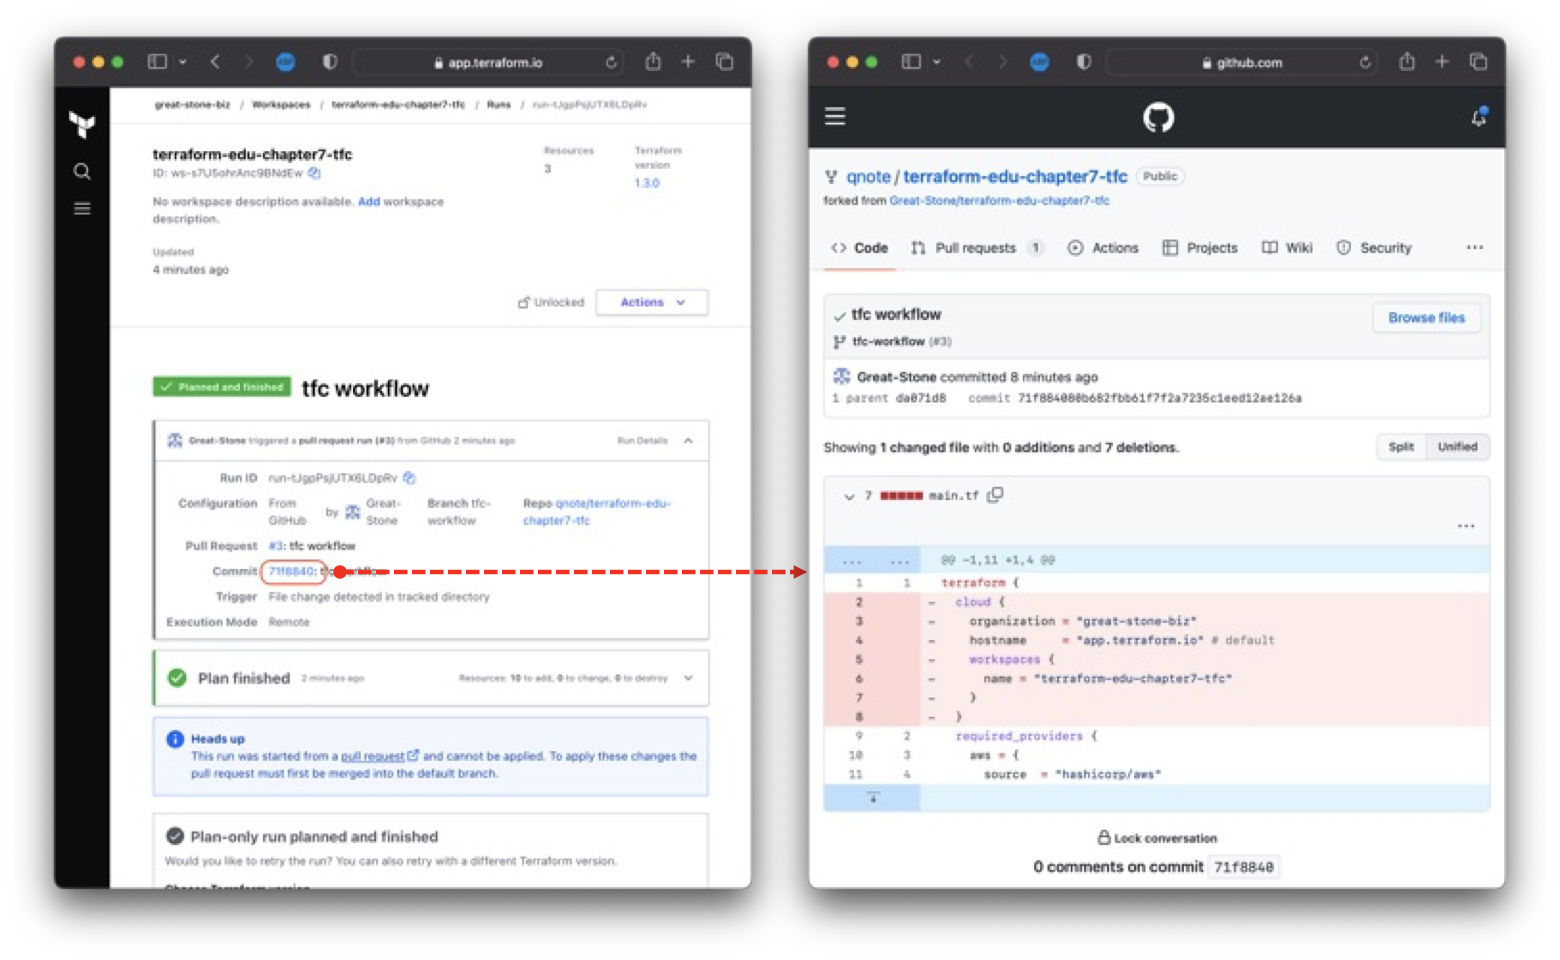 app.terraform.io
great-stone-biz / Workspaces / terraform-edu-chapter7-tfc / Runs / run-tJgpPsjUTX6LDpRv
terraform-edu-chapter7-tfc
ID: ws-s7U5ohrAnc9BNdEw
No workspace description available. Add workspace
description.
Resources
3
Terraform
version
1.3.0
Updated
4 minutes ago
Unlocked
Actions
Planned and finished
tfc workflow
Great-Stone triggered a pull request run (#3) from GitHub 2 minutes ago
Run Details
Run ID run-tJgpPsjUTX6LDpRv
Configuration From GitHub by Great-Stone Branch tfc-workflow Repo qnote/terraform-edu-chapter7-tfc
Pull Request #3: tfc workflow
Commit 71f8840: tfc workflow
Trigger File change detected in tracked directory
Execution Mode Remote
Plan finished 2 minutes ago Resources: 10 to add, 0 to change, 0 to destroy
Heads up
This run was started from a pull request and cannot be applied. To apply these changes the
pull request must first be merged into the default branch.
Plan-only run planned and finished
Would you like to retry the run? You can also retry with a different Terraform version.
Choose Terraform version
github.com
qnote / terraform-edu-chapter7-tfc Public
forked from Great-Stone/terraform-edu-chapter7-tfc
<> Code Pull requests 1 Actions Projects Wiki Security ...
tfc workflow
Browse files
tfc-workflow (#3)
Great-Stone committed 8 minutes ago
1 parent da071d8 commit 71f884080b682fbb61f7f2a7235c1eed12ae126a
Showing 1 changed file with 0 additions and 7 deletions.
Split Unified
7 main.tf
...
... ... @@ -1,11 +1,4 @@
1 1 terraform {
2 - cloud {
3 - organization = "great-stone-biz"
4 - hostname = "app.terraform.io" # default
5 - workspaces {
6 - name = "terraform-edu-chapter7-tfc"
7 - }
8 - }
9 2 required_providers {
10 3 aws = {
11 4 source = "hashicorp/aws"
Lock conversation
0 comments on commit 71f8840